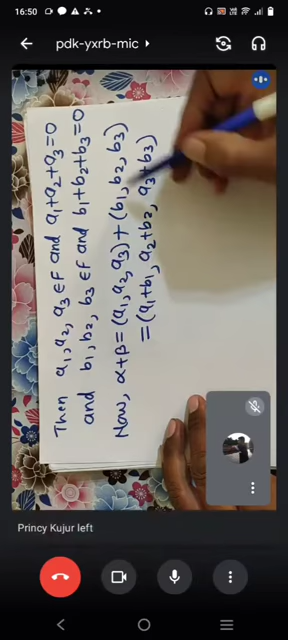 16:50
pdk-yxrb-mic
Then a₁, a₂, a₃ ∈ F and a₁+a₂+a₃=0
and b₁, b₂, b₃ ∈ F and b₁+b₂+b₃=0
Now, α+β = (a₁, a₂, a₃) + (b₁, b₂, b₃)
= (a₁+b₁, a₂+b₂, a₃+b₃)
Princy Kujur left